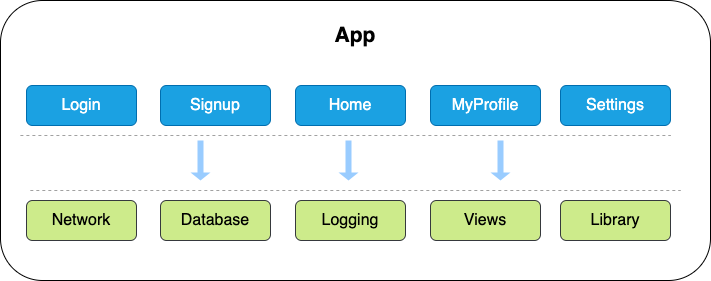 App
Login
Signup
Home
MyProfile
Settings
Network
Database
Logging
Views
Library